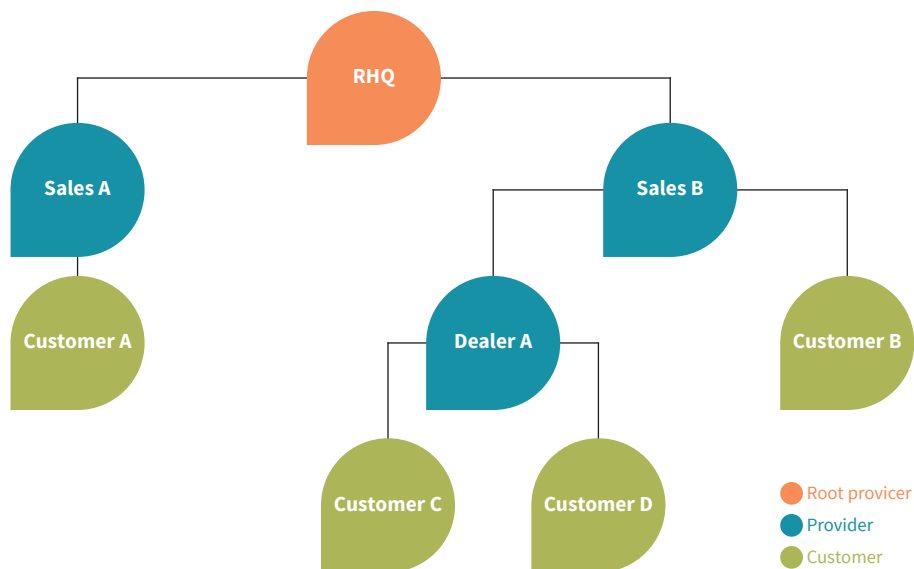 RHQ
Sales A
Sales B
Customer A
Dealer A
Customer B
Customer C
Customer D
Root provicer
Provider
Customer